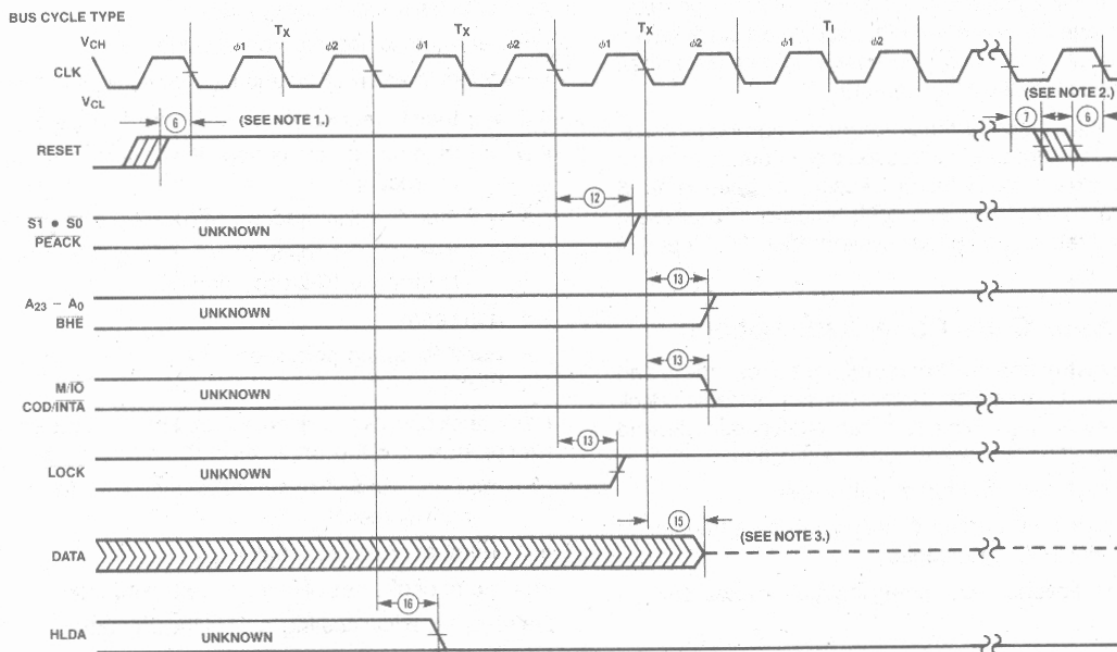 BUS CYCLE TYPE
TX TX TX TI
VCH φ1 φ2 φ1 φ2 φ1 φ2 φ1 φ2
CLK
VCL
(SEE NOTE 2.)
6 (SEE NOTE 1.) 7 6
RESET
12
S1 • S0 UNKNOWN
PEACK
13
A23 – A0 UNKNOWN
BHE
13
M/IO UNKNOWN
COD/INTA
13
LOCK UNKNOWN
15 (SEE NOTE 3.)
DATA
16
HLDA UNKNOWN